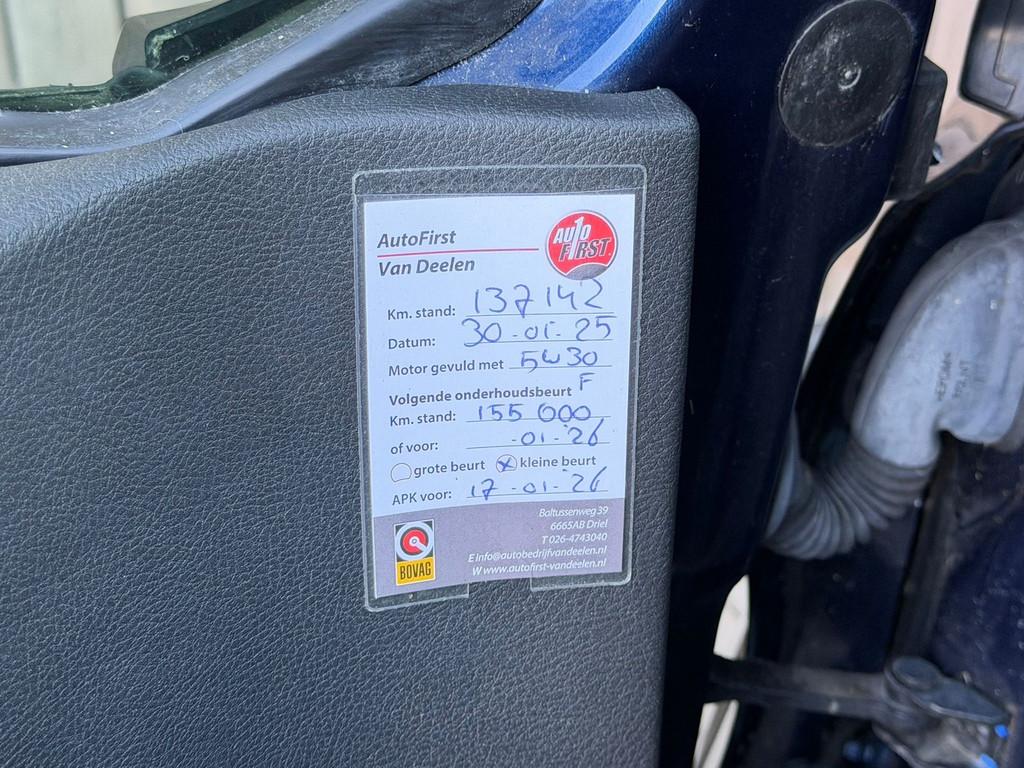 AutoFirst
Van Deelen
AUTO
FIRST
Km. stand: 137142
Datum: 30-01-25
Motor gevuld met 5W30
F
Volgende onderhoudsbeurt
Km. stand: 155 000
of voor: -01-26
grote beurt kleine beurt
APK voor: 17-01-26
Baltussenweg 39
6665AB Driel
T 026-4743040
E info@autobedrijfvandeelen.nl
W www.autofirst-vandeelen.nl
BOVAG